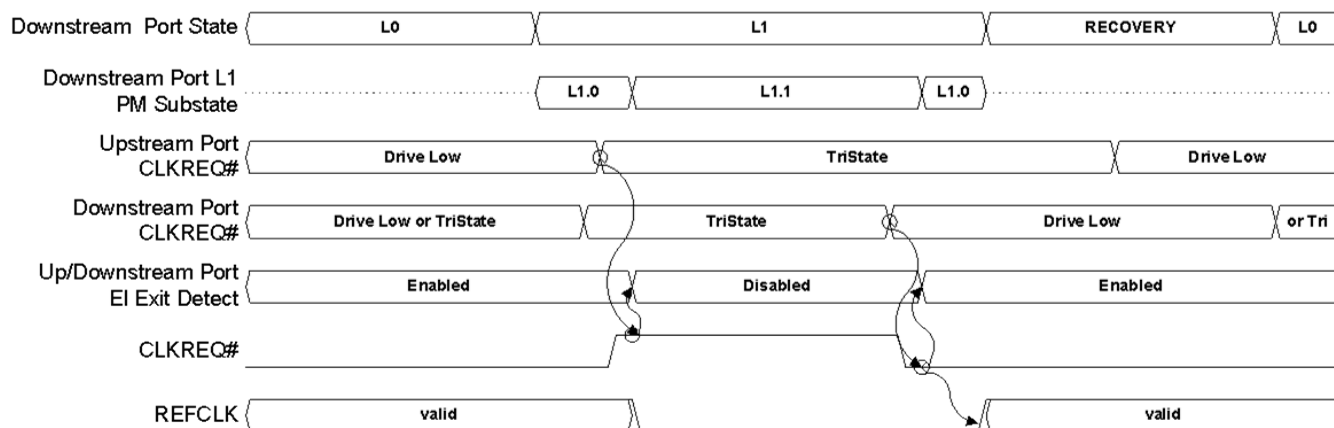 Downstream Port State L0 L1 RECOVERY L0
Downstream Port L1
PM Substate
L1.0 L1.1 L1.0
Upstream Port
CLKREQ#
Drive Low TriState Drive Low
Downstream Port
CLKREQ#
Drive Low or TriState TriState Drive Low or Tri
Up/Downstream Port
EI Exit Detect
Enabled Disabled Enabled
CLKREQ#
REFCLK valid valid